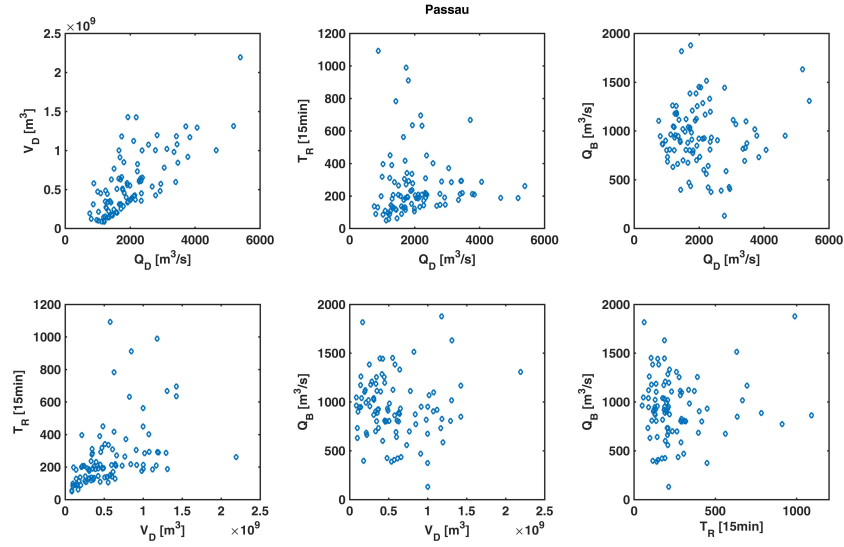 Passau
×10⁹
2.5
2
1.5
1
0.5
0
V_D [m³]
0 2000 4000 6000
Q_D [m³/s]
1200
1000
800
600
400
200
0
T_R [15min]
0 2000 4000 6000
Q_D [m³/s]
2000
1500
1000
500
0
Q_B [m³/s]
0 2000 4000 6000
Q_D [m³/s]
1200
1000
800
600
400
200
0
T_R [15min]
0 0.5 1 1.5 2 2.5
V_D [m³] ×10⁹
2000
1500
1000
500
0
Q_B [m³/s]
0 0.5 1 1.5 2 2.5
V_D [m³] ×10⁹
2000
1500
1000
500
0
Q_B [m³/s]
0 500 1000
T_R [15min]